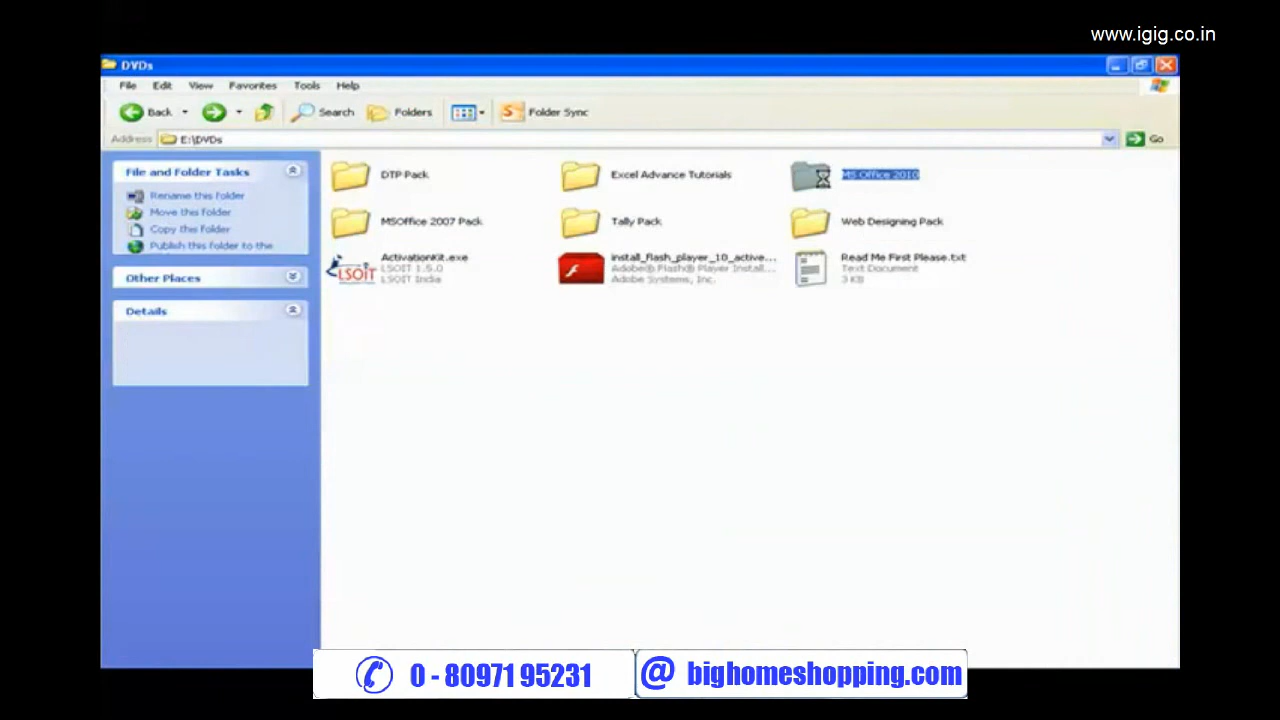 www.igig.co.in
DVDs
File Edit View Favorites Tools Help
Back Search Folders Folder Sync
Address E:\DVDs Go
File and Folder Tasks
Rename this folder
Move this folder
Copy this folder
Publish this folder to the
Other Places
Details
DTP Pack
Excel Advance Tutorials
MS Office 2010
MSOffice 2007 Pack
Tally Pack
Web Designing Pack
ActivationKit.exe
LSOIT 1.5.0
LSOIT India
LSOIT
install_flash_player_10_active...
Adobe® Flash® Player Install...
Adobe Systems, Inc.
Read Me First Please.txt
Text Document
3 KB
0 - 80971 95231
@ bighomeshopping.com